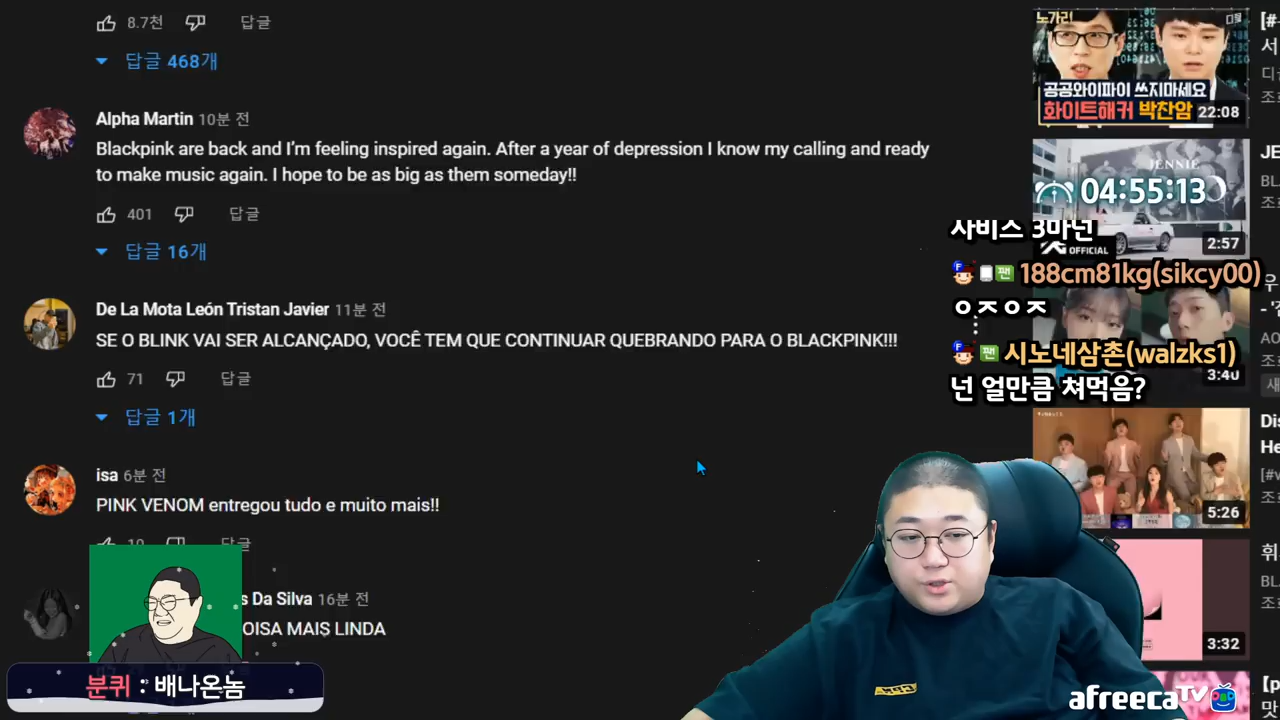 8.7천 답글
답글 468개
Alpha Martin 10분 전
Blackpink are back and I'm feeling inspired again. After a year of depression I know my calling and ready
to make music again. I hope to be as big as them someday!!
401 답글
답글 16개
De La Mota León Tristan Javier 11분 전
SE O BLINK VAI SER ALCANÇADO, VOCÊ TEM QUE CONTINUAR QUEBRANDO PARA O BLACKPINK!!!
71 답글
답글 1개
isa 6분 전
PINK VENOM entregou tudo e muito mais!!
답글
s Da Silva 16분 전
OISA MAIS LINDA
분퀴 : 배나온놈
노가리
공공와이파이 쓰지마세요
화이트해커 박찬암 22:08
JENNIE
04:55:13
OFFICIAL
2:57
사비스 3마넌
188cm81kg(sikcy00)
ㅇㅈㅇㅈ
시노네삼촌(walzks1)
넌 얼만큼 쳐먹음?
3:40
5:26
3:32
afreecaTV